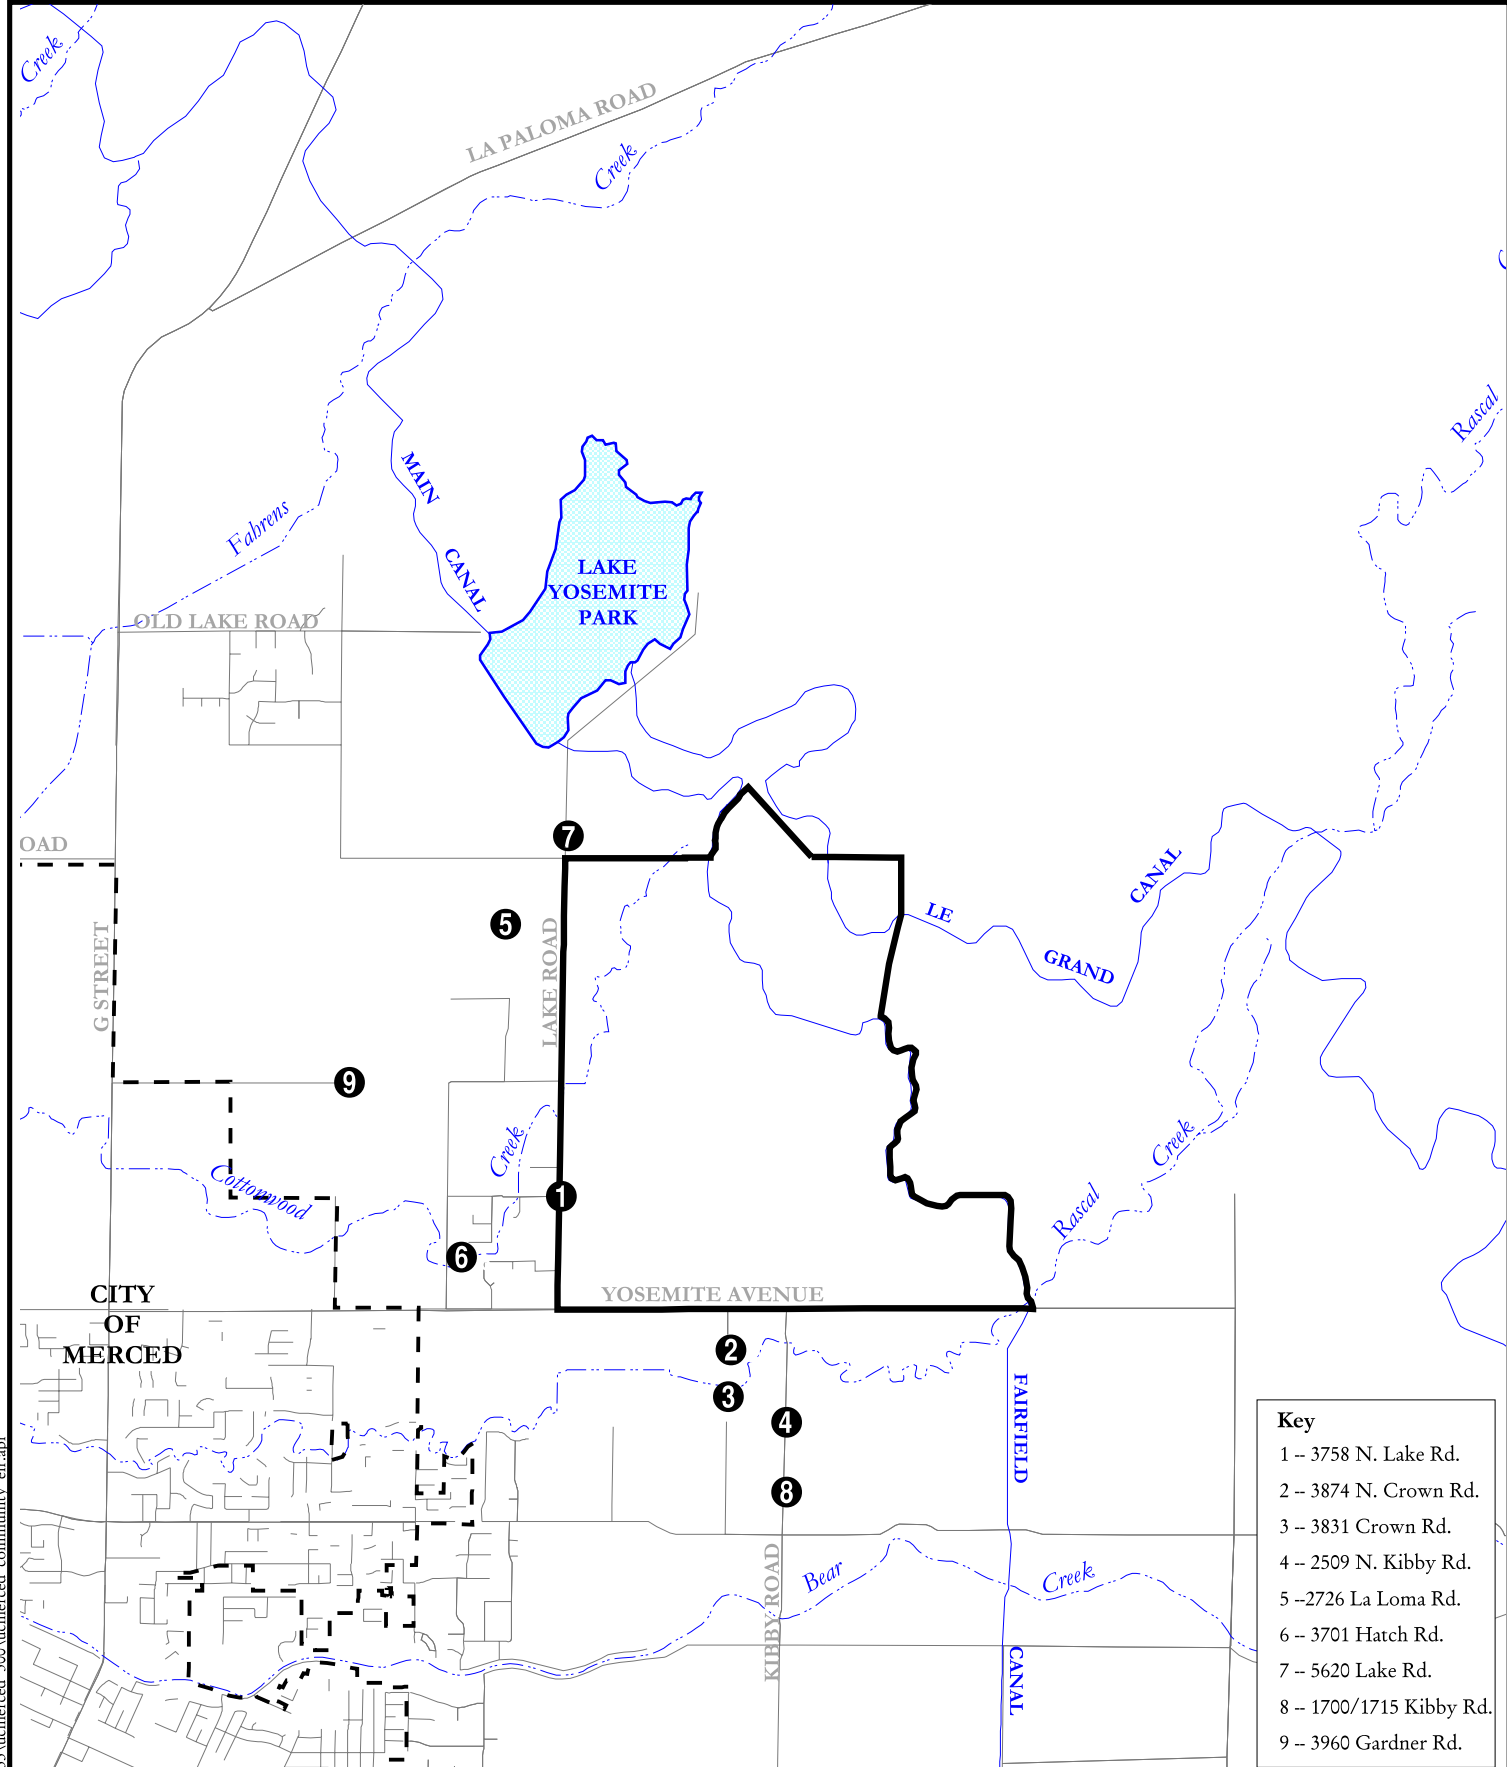 Creek
LA PALOMA ROAD
Creek
Rascal
MAIN
Fahrens
CANAL
LAKE
YOSEMITE
PARK
OLD LAKE ROAD
7
OAD
CANAL
LE
5
G STREET
LAKE ROAD
GRAND
9
Creek
Creek
Cottonwood
1
Rascal
6
CITY
OF
MERCED
YOSEMITE AVENUE
2
3
4
8
FAIRFIELD
KIBBY ROAD
Bear
Creek
CANAL
Key
1 -- 3758 N. Lake Rd.
2 -- 3874 N. Crown Rd.
3 -- 3831 Crown Rd.
4 -- 2509 N. Kibby Rd.
5 --2726 La Loma Rd.
6 -- 3701 Hatch Rd.
7 -- 5620 Lake Rd.
8 -- 1700/1715 Kibby Rd.
9 -- 3960 Gardner Rd.